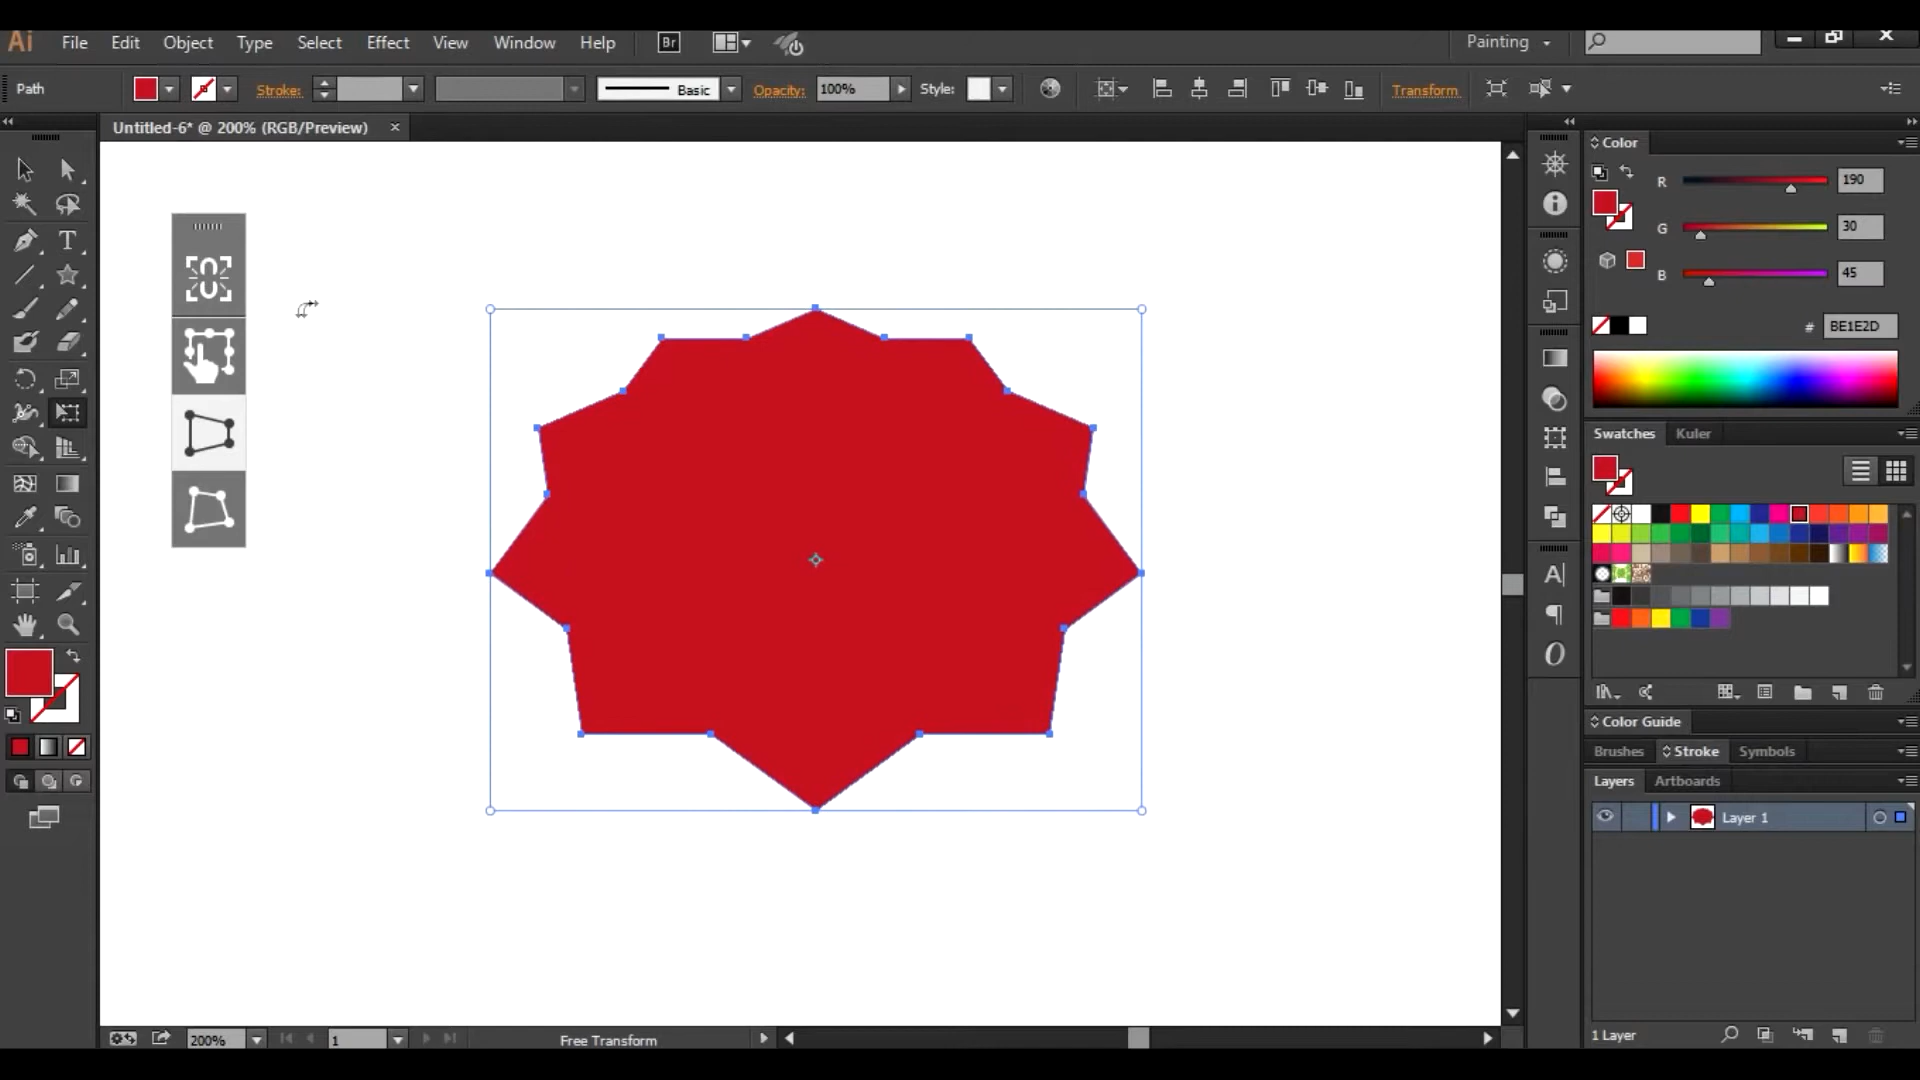 Ai File Edit Object Type Select Effect View Window Help Br Painting
Path Stroke: Basic Opacity: 100% Style: Transform
Untitled-6* @ 200% (RGB/Preview) ×
Color
R 190
G 30
B 45
# BE1E2D
Swatches Kuler
Color Guide
Brushes Stroke Symbols
Layers Artboards
Layer 1
1 Layer
200% 1 Free Transform